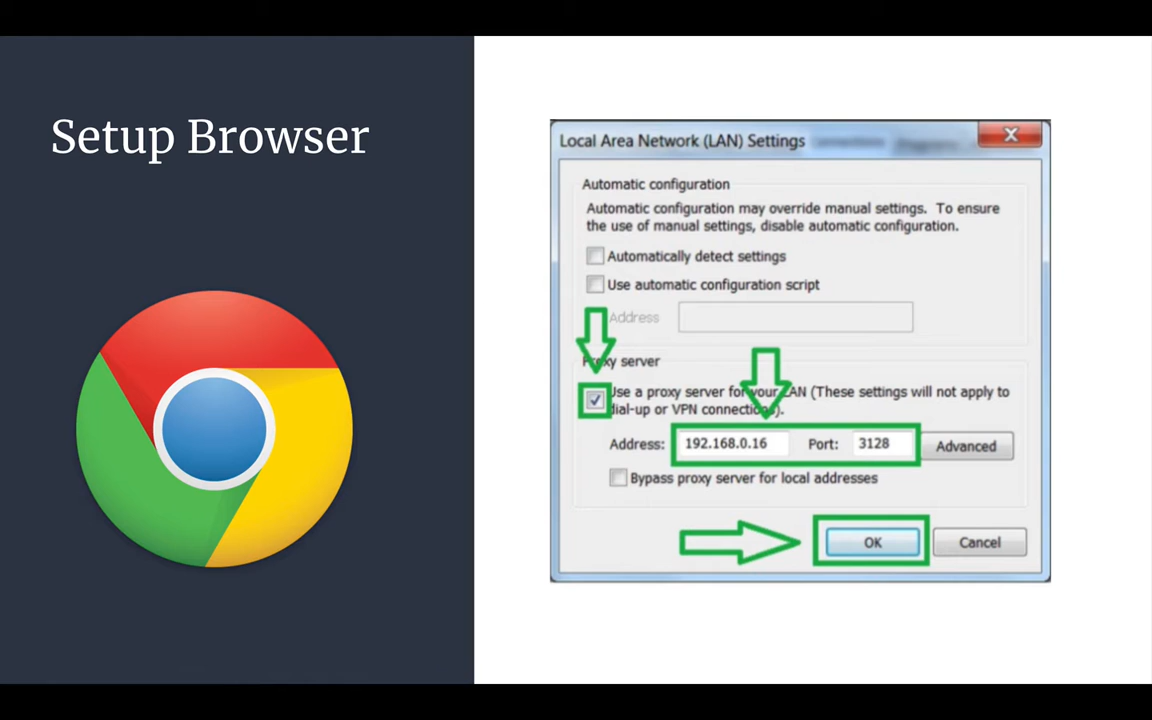 Setup Browser
Local Area Network (LAN) Settings
Automatic configuration
Automatic configuration may override manual settings. To ensure
the use of manual settings, disable automatic configuration.
Automatically detect settings
Use automatic configuration script
Address
Proxy server
Use a proxy server for your LAN (These settings will not apply to
dial-up or VPN connections).
Address: 192.168.0.16 Port: 3128 Advanced
Bypass proxy server for local addresses
OK Cancel